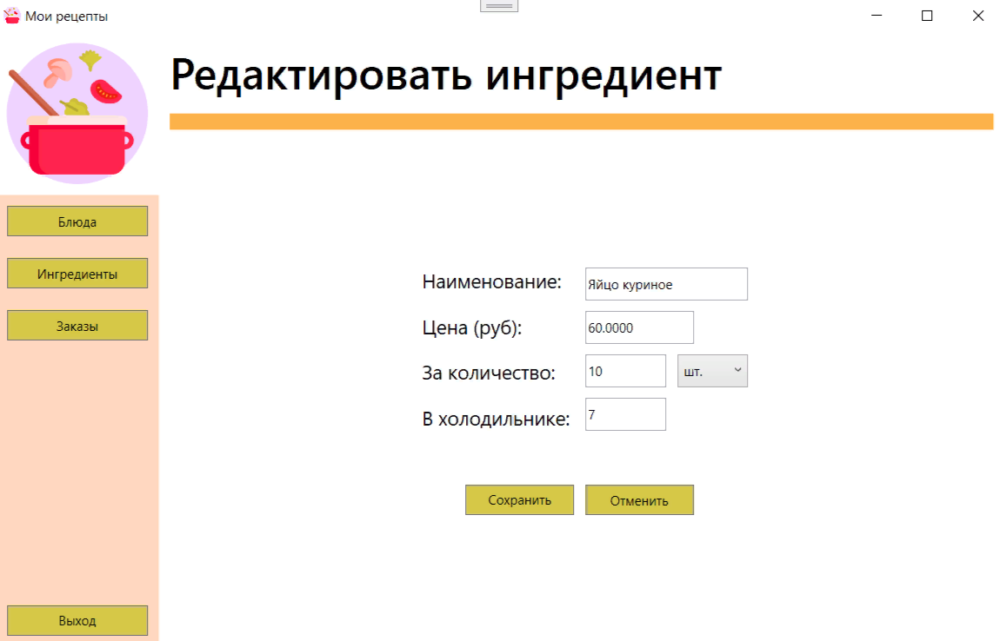 Мои рецепты
Редактировать ингредиент
Блюда
Ингредиенты
Заказы
Наименование: Яйцо куриное
Цена (руб): 60.0000
За количество: 10 шт.
В холодильнике: 7
Сохранить Отменить
Выход